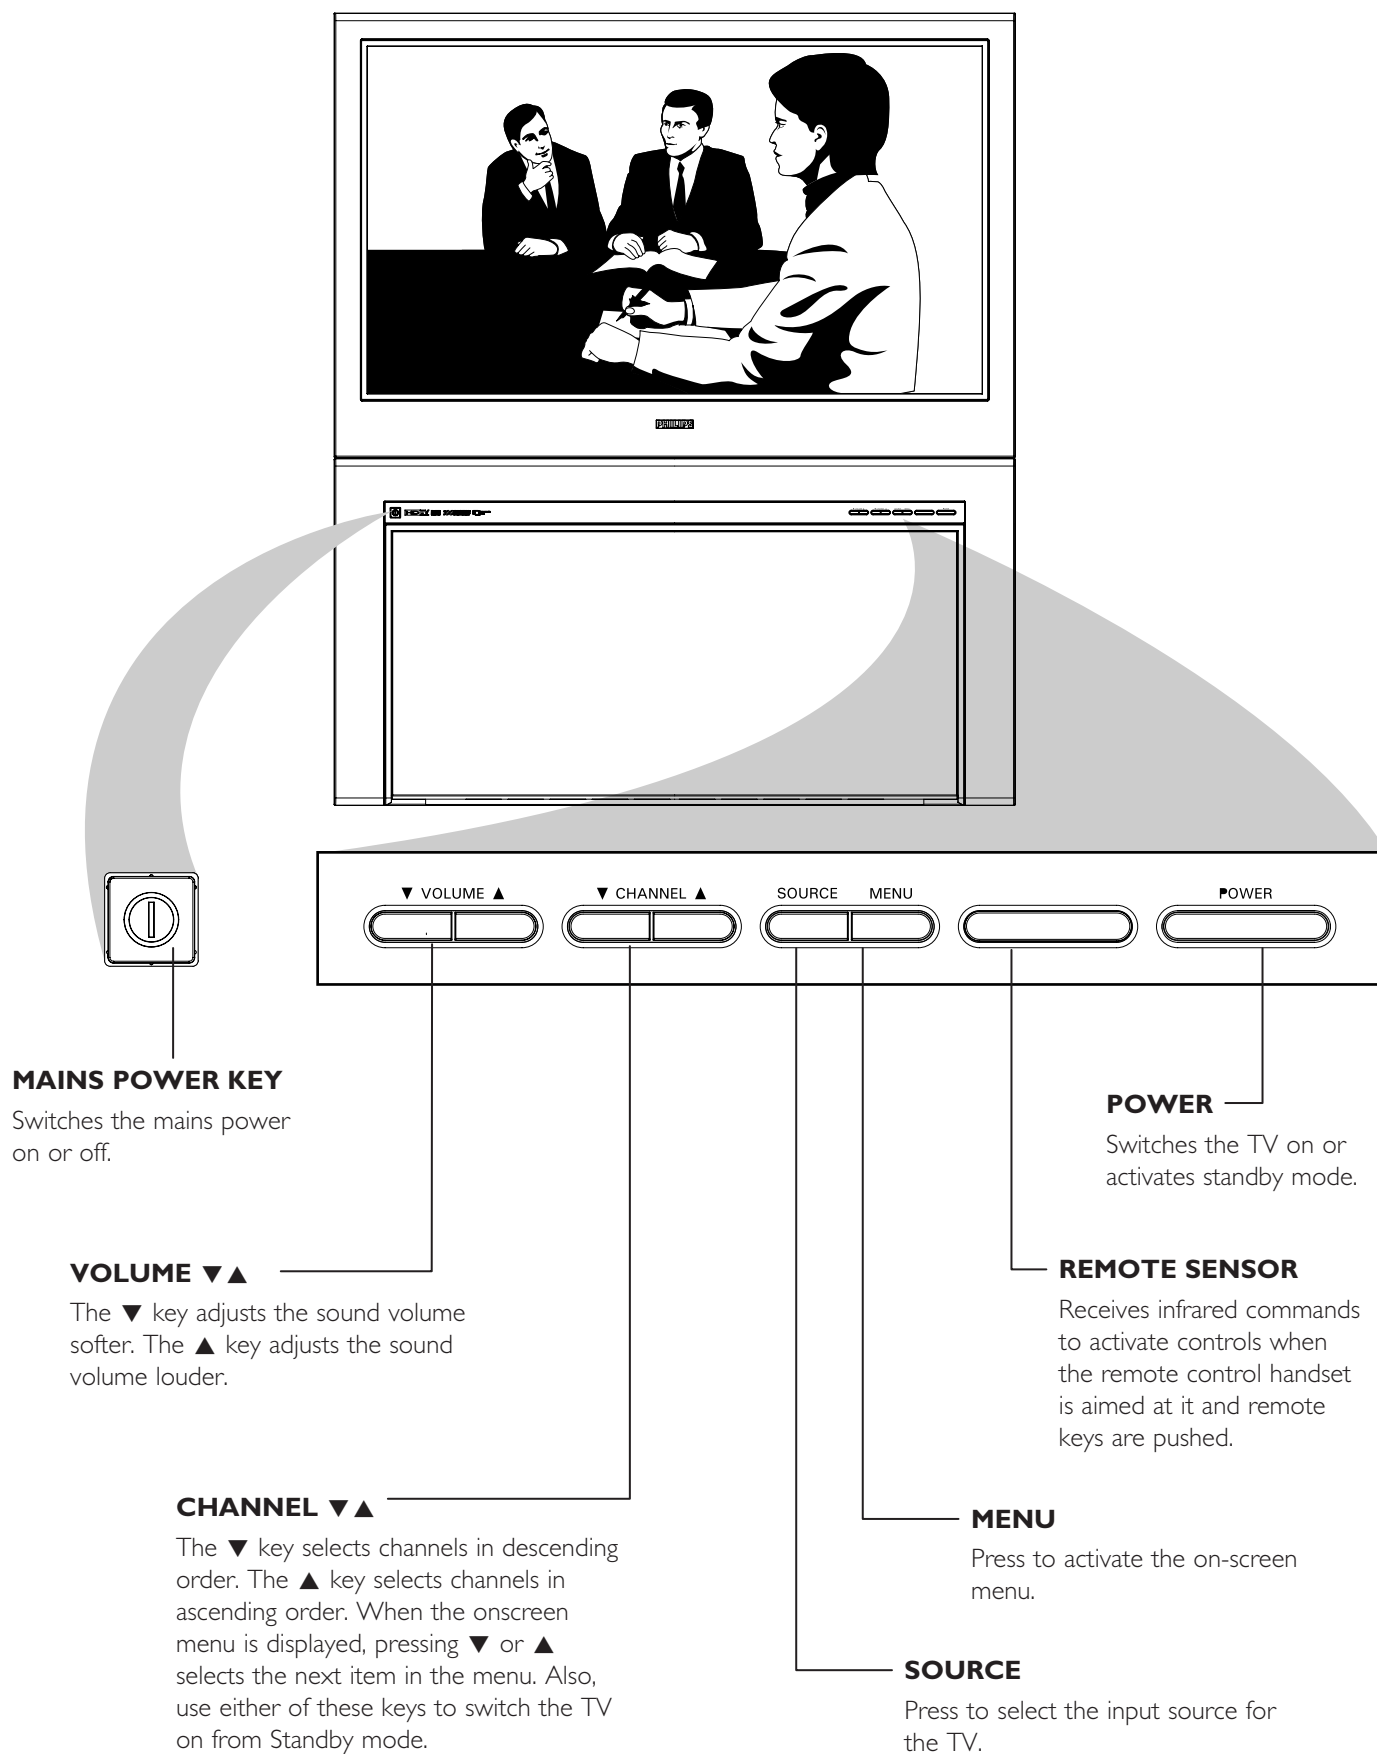 PHILIPS
▼ VOLUME ▲
▼ CHANNEL ▲
SOURCE MENU
POWER
MAINS POWER KEY
Switches the mains power
on or off.
POWER
Switches the TV on or
activates standby mode.
VOLUME ▼▲
The ▼ key adjusts the sound volume
softer. The ▲ key adjusts the sound
volume louder.
REMOTE SENSOR
Receives infrared commands
to activate controls when
the remote control handset
is aimed at it and remote
keys are pushed.
CHANNEL ▼▲
The ▼ key selects channels in descending
order. The ▲ key selects channels in
ascending order. When the onscreen
menu is displayed, pressing ▼ or ▲
selects the next item in the menu. Also,
use either of these keys to switch the TV
on from Standby mode.
MENU
Press to activate the on-screen
menu.
SOURCE
Press to select the input source for
the TV.